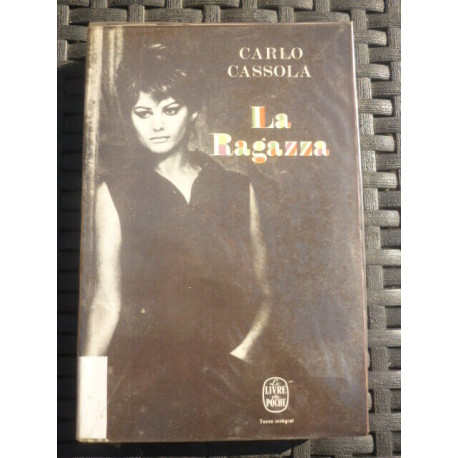 CARLO
CASSOLA
La
Ragazza
Le
LIVRE
de
POCHE
Texte intégral